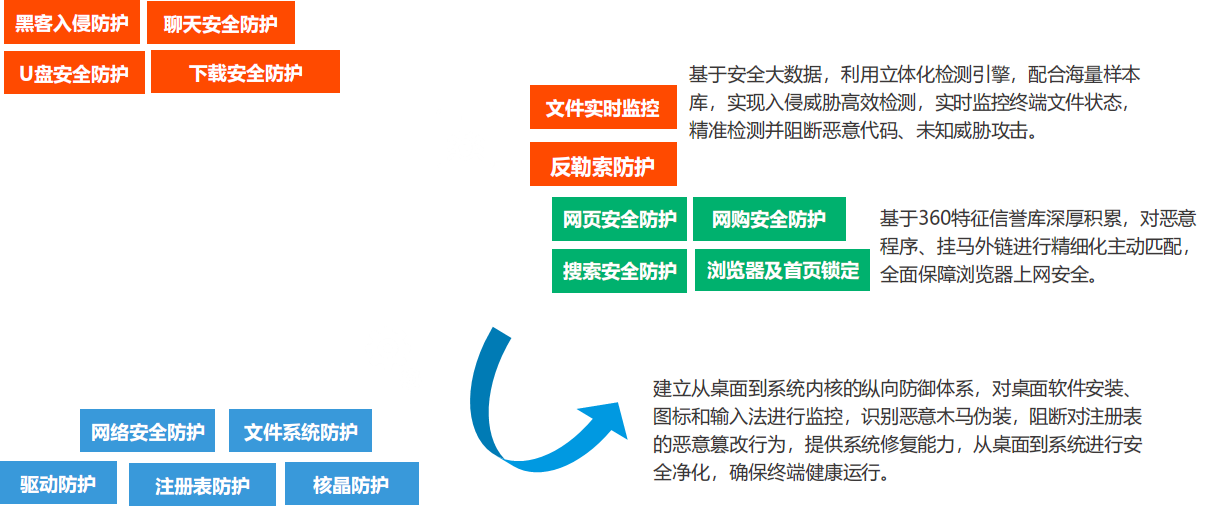 黑客入侵防护
聊天安全防护
U盘安全防护
下载安全防护
文件实时监控
反勒索防护
基于安全大数据，利用立体化检测引擎，配合海量样本
库，实现入侵威胁高效检测，实时监控终端文件状态，
精准检测并阻断恶意代码、未知威胁攻击。
网页安全防护
网购安全防护
搜索安全防护
浏览器及首页锁定
基于360特征信誉库深厚积累，对恶意
程序、挂马外链进行精细化主动匹配，
全面保障浏览器上网安全。
网络安全防护
文件系统防护
驱动防护
注册表防护
核晶防护
建立从桌面到系统内核的纵向防御体系，对桌面软件安装、
图标和输入法进行监控，识别恶意木马伪装，阻断对注册表
的恶意篡改行为，提供系统修复能力，从桌面到系统进行安
全净化，确保终端健康运行。